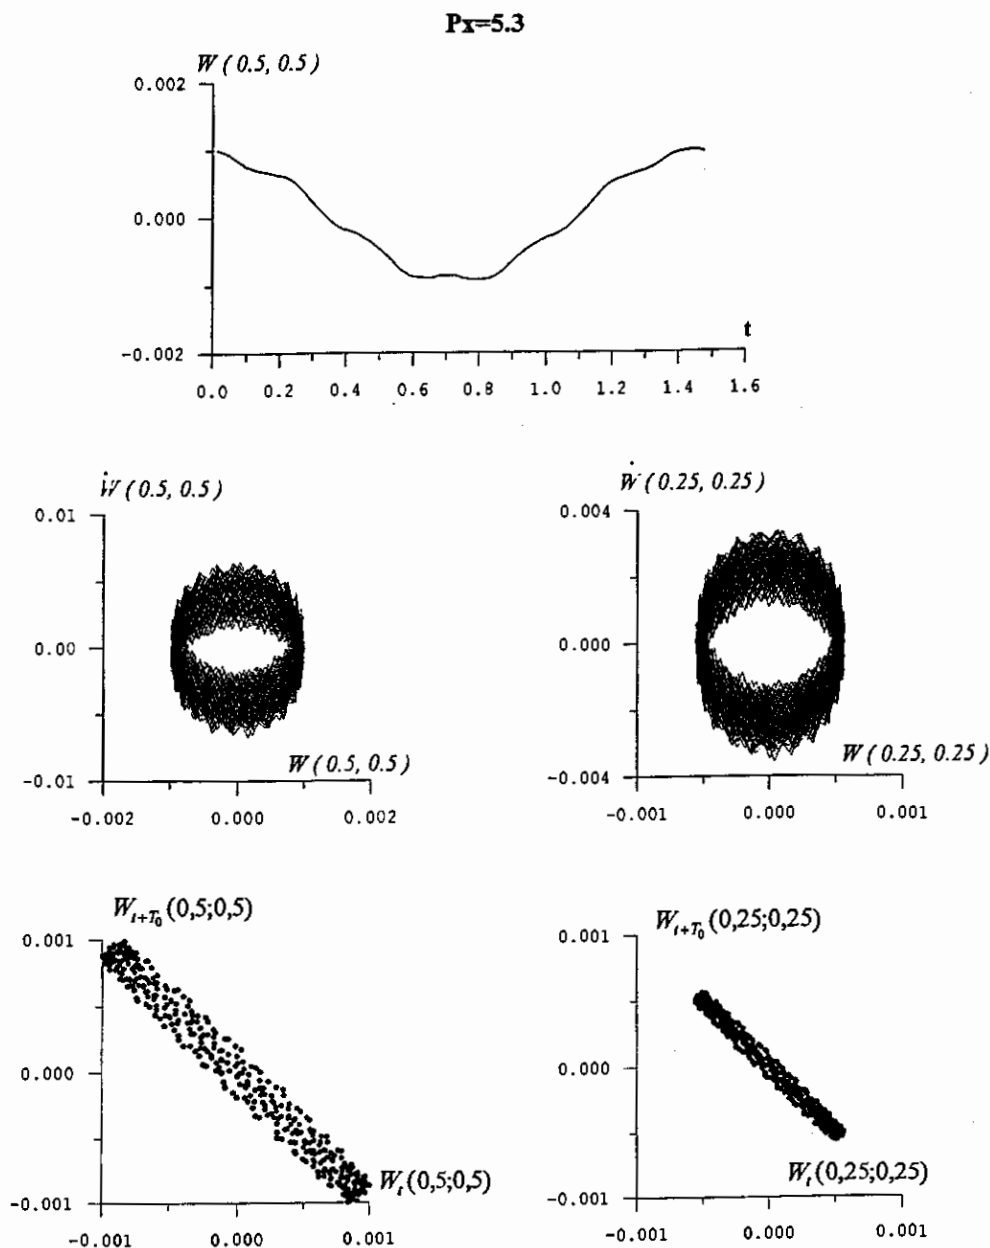 Px=5.3
W ( 0.5, 0.5 )
0.002
0.000
-0.002
t
0.0 0.2 0.4 0.6 0.8 1.0 1.2 1.4 1.6
Ẇ ( 0.5, 0.5 )
0.01
0.00
-0.01
W ( 0.5, 0.5 )
-0.002 0.000 0.002
Ẇ ( 0.25, 0.25 )
0.004
0.000
-0.004
W ( 0.25, 0.25 )
-0.001 0.000 0.001
W_{t+T_0}(0,5;0,5)
0.001
0.000
-0.001
W_t(0,5;0,5)
-0.001 0.000 0.001
W_{t+T_0}(0,25;0,25)
0.001
0.000
-0.001
W_t(0,25;0,25)
-0.001 0.000 0.001